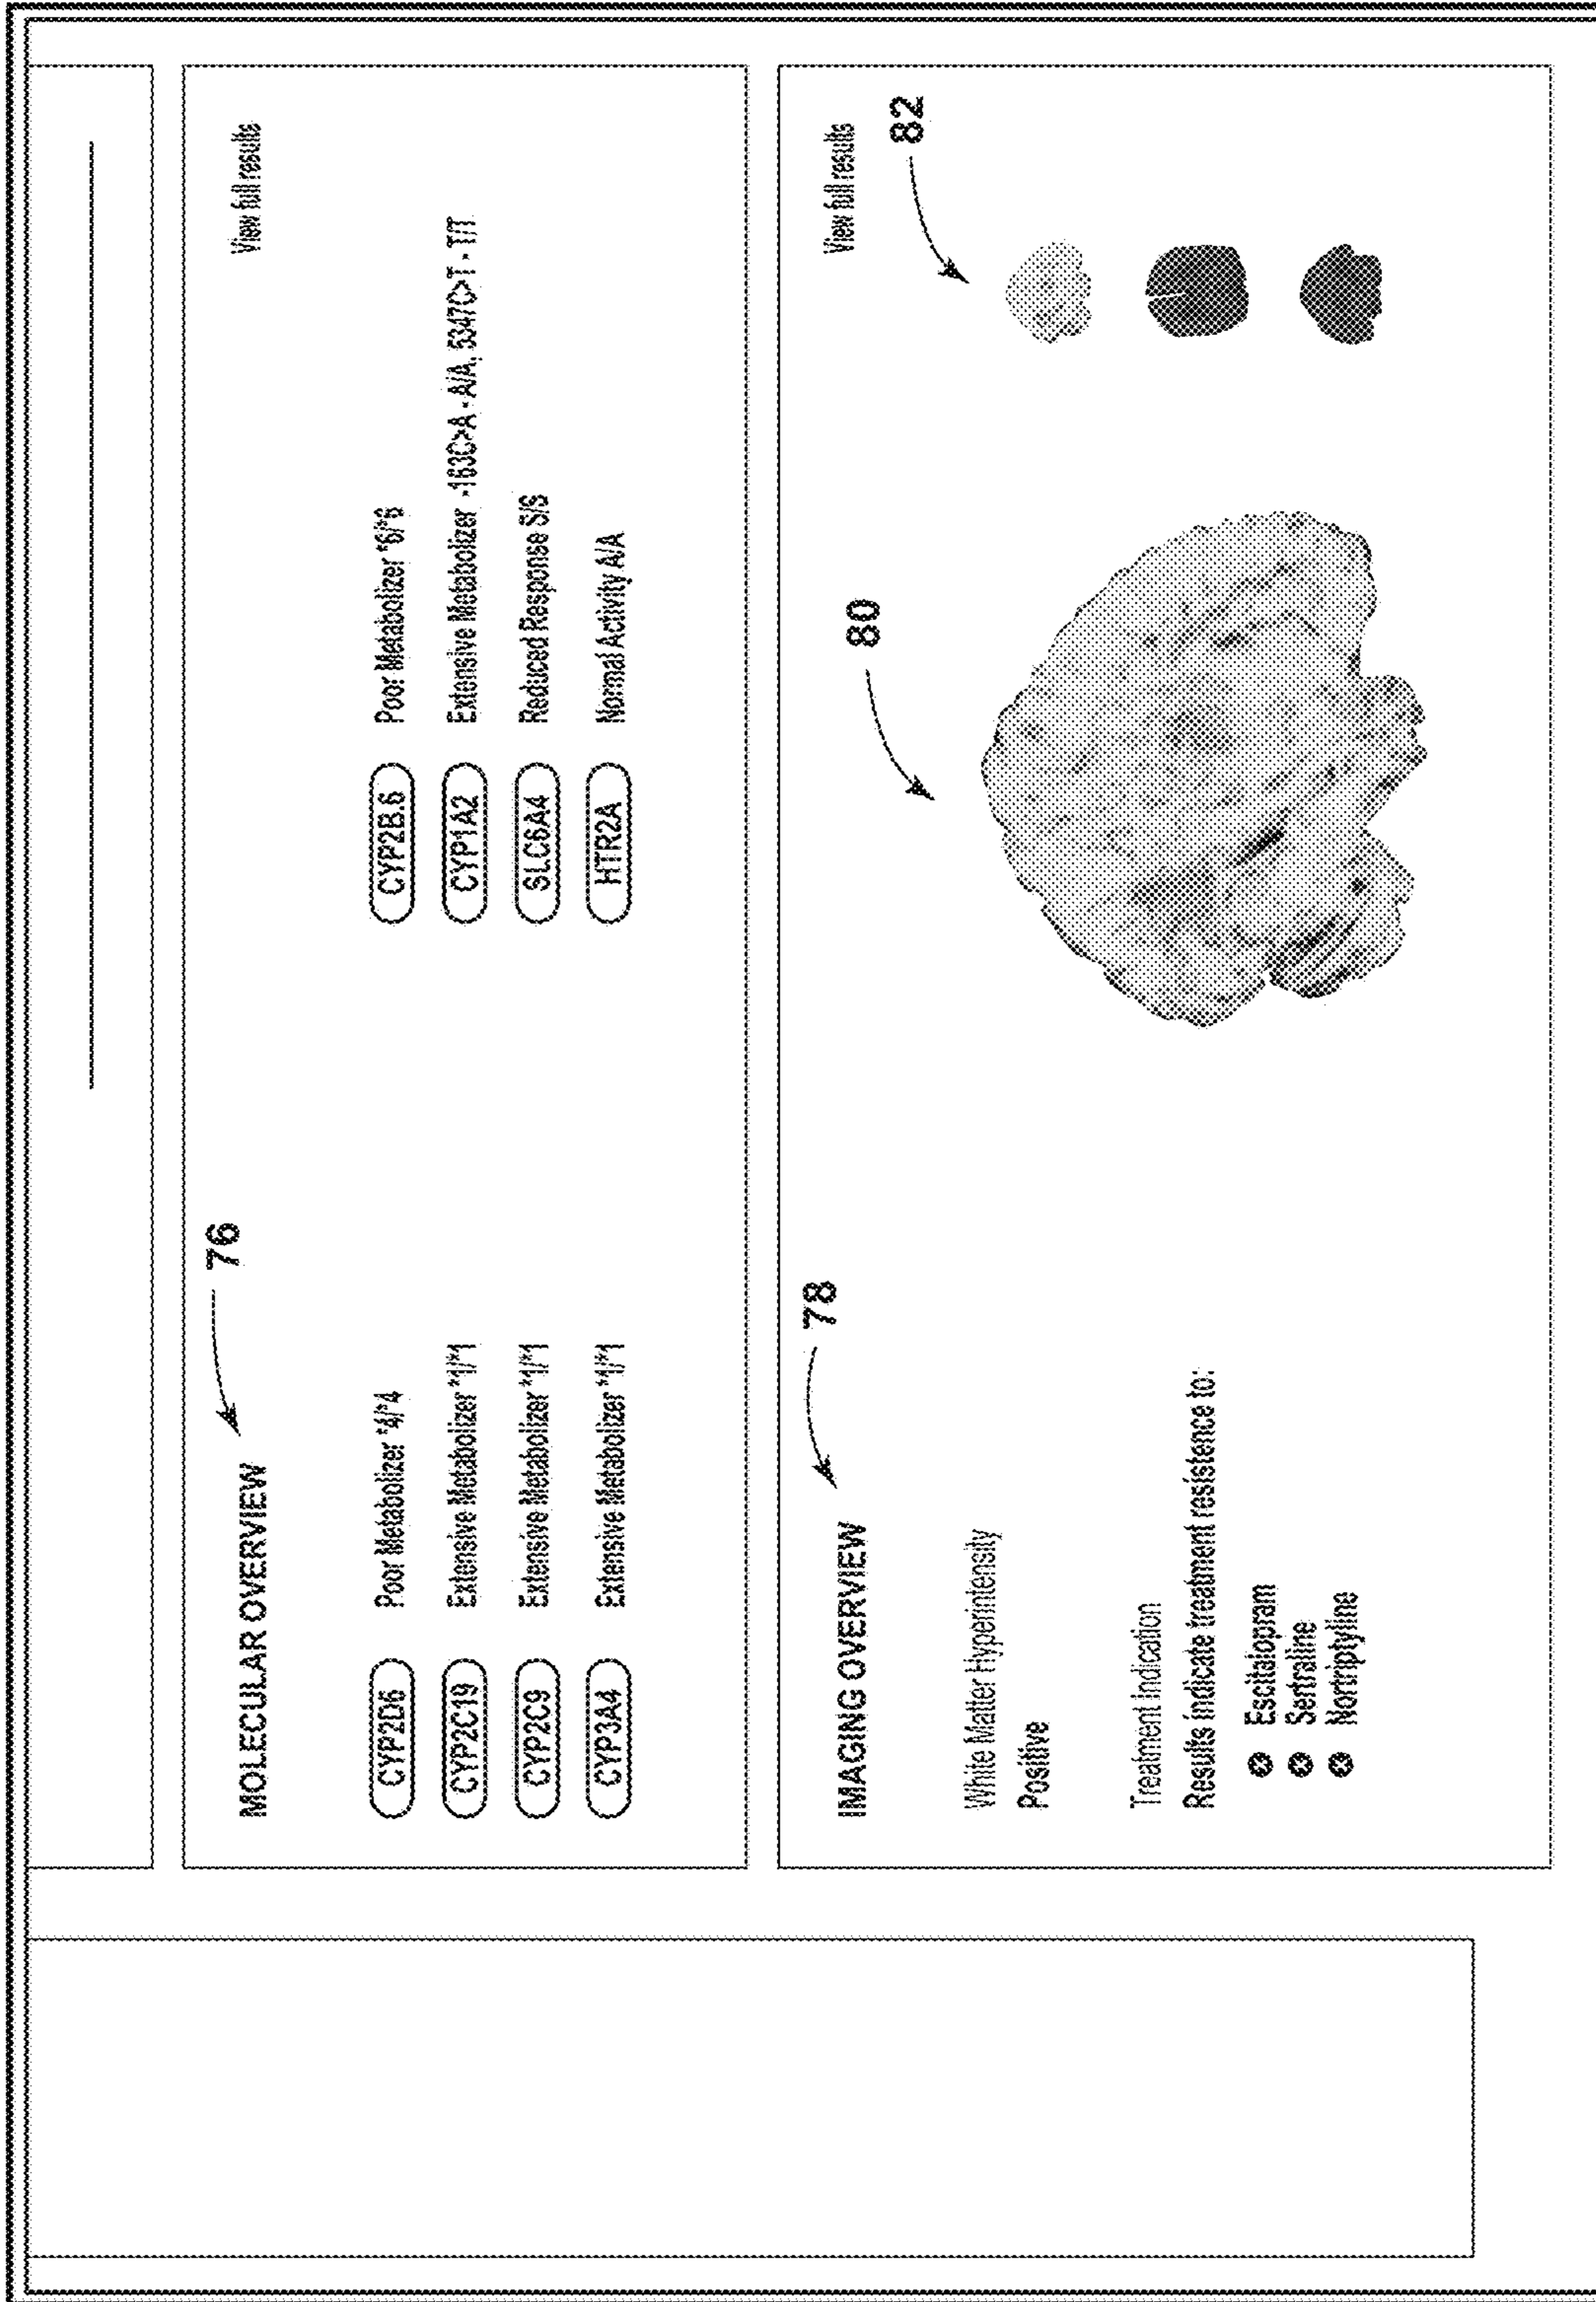 MOLECULAR OVERVIEW
76
View full results
CYP2D6 Poor Metabolizer *4/*4
CYP2C19 Extensive Metabolizer *1/*1
CYP2C9 Extensive Metabolizer *1/*1
CYP3A4 Extensive Metabolizer *1/*1
CYP2B.6 Poor Metabolizer *6/*6
CYP1A2 Extensive Metabolizer -163C>A - A/A, 5347C>T - T/T
SLC6A4 Reduced Response S/S
HTR2A Normal Activity A/A
IMAGING OVERVIEW
78
View full results
White Matter Hyperintensity
Positive
Treatment Indication
Results indicate treatment resistence to:
Escitalopram
Sertraline
Nortriptyline
80
82